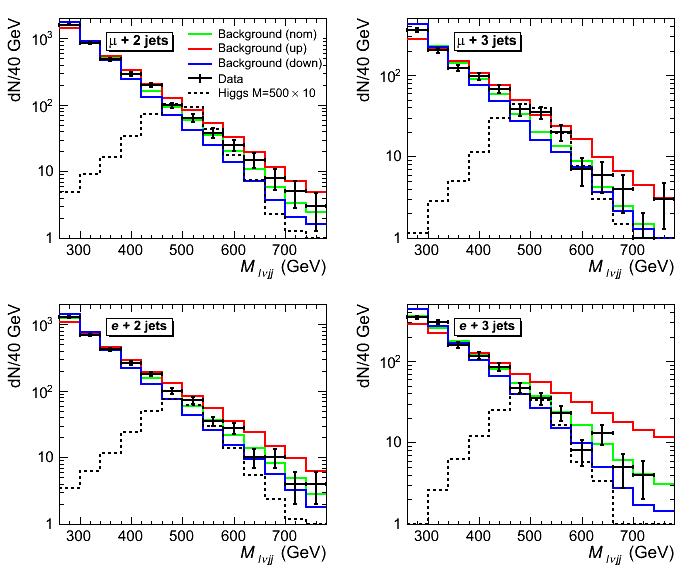 dN/40 GeV
10³
10²
10
1
μ + 2 jets
Background (nom)
Background (up)
Background (down)
Data
Higgs M=500 × 10
300 400 500 600 700
M lνjj (GeV)
dN/40 GeV
10²
10
1
μ + 3 jets
300 400 500 600 700
M lνjj (GeV)
dN/40 GeV
10³
10²
10
1
e + 2 jets
300 400 500 600 700
M lνjj (GeV)
dN/40 GeV
10²
10
1
e + 3 jets
300 400 500 600 700
M lνjj (GeV)